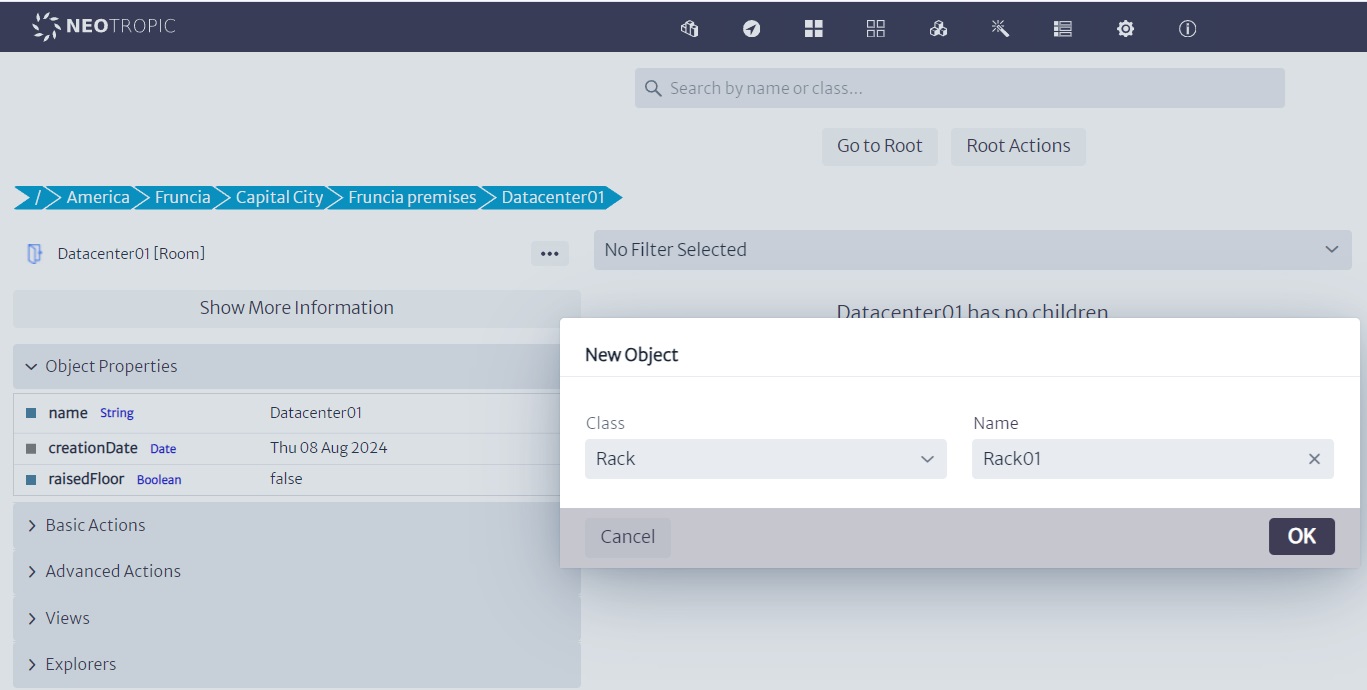 NEOTROPIC
Search by name or class...
Go to Root
Root Actions
/ America Fruncia Capital City Fruncia premises Datacenter01
Datacenter01 [Room]
•••
No Filter Selected
Show More Information
Datacenter01 has no children
Object Properties
name String Datacenter01
creationDate Date Thu 08 Aug 2024
raisedFloor Boolean false
Basic Actions
Advanced Actions
Views
Explorers
New Object
Class
Name
Rack
Rack01
Cancel
OK